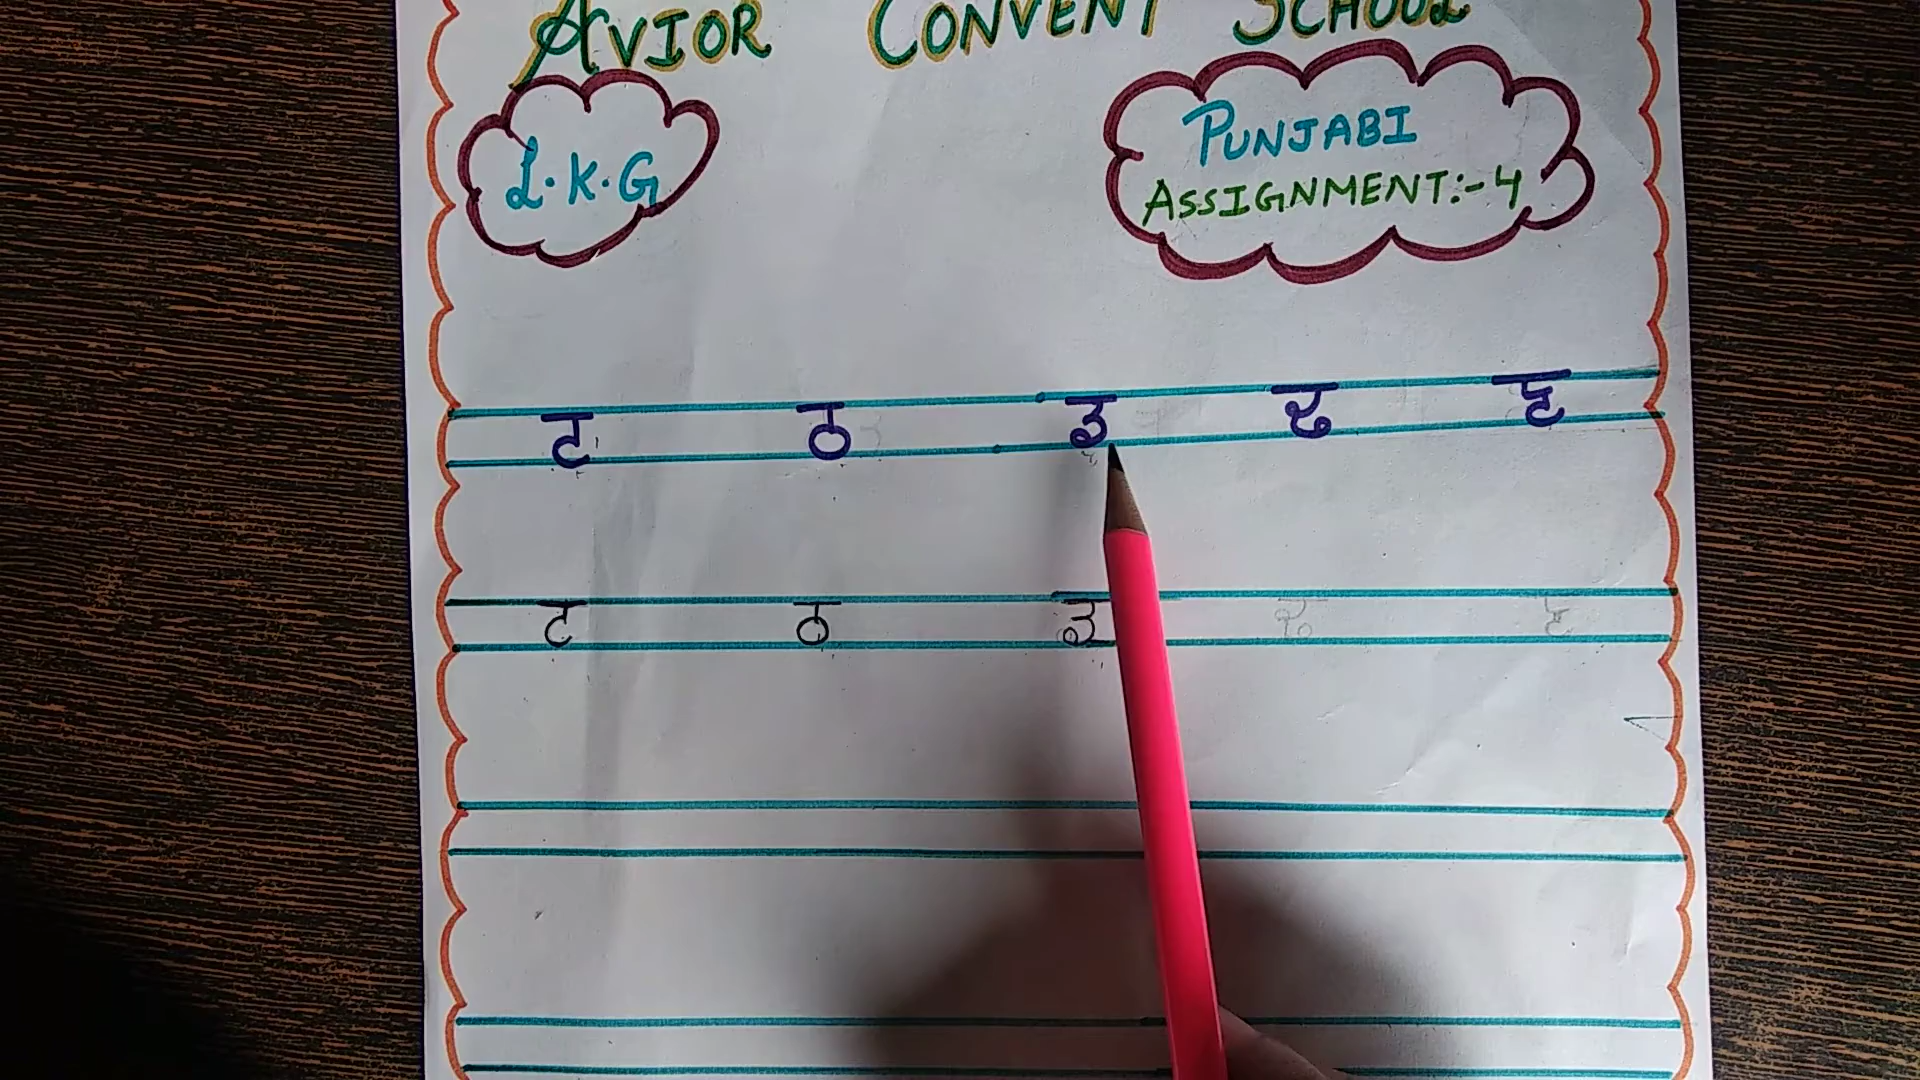 AVIOR CONVENT SCHOOL
L.K.G
PUNJABI
ASSIGNMENT:-4
ਟ ਠ ਡ ਢ ਣ
ਟ ਠ ਡ ਢ ਣ